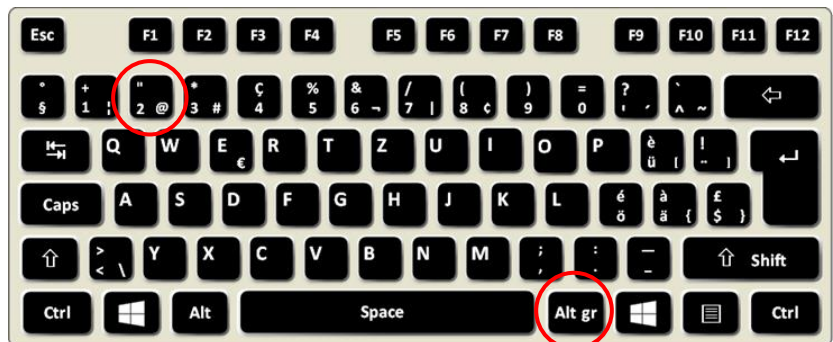 Esc F1 F2 F3 F4 F5 F6 F7 F8 F9 F10 F11 F12
° + " * Ç % & / ( ) = ? `
§ 1 ¦ 2 @ 3 # 4 5 6 ¬ 7 | 8 ¢ 9 0 ' ´ ^ ~
Q W E € R T Z U I O P è ! 
ü [ ¨ ]
Caps A S D F G H J K L é à £
ö ä { $ }
> Y X C V B N M ; : —
< \ , . - Shift
Ctrl Alt Space Alt gr Ctrl